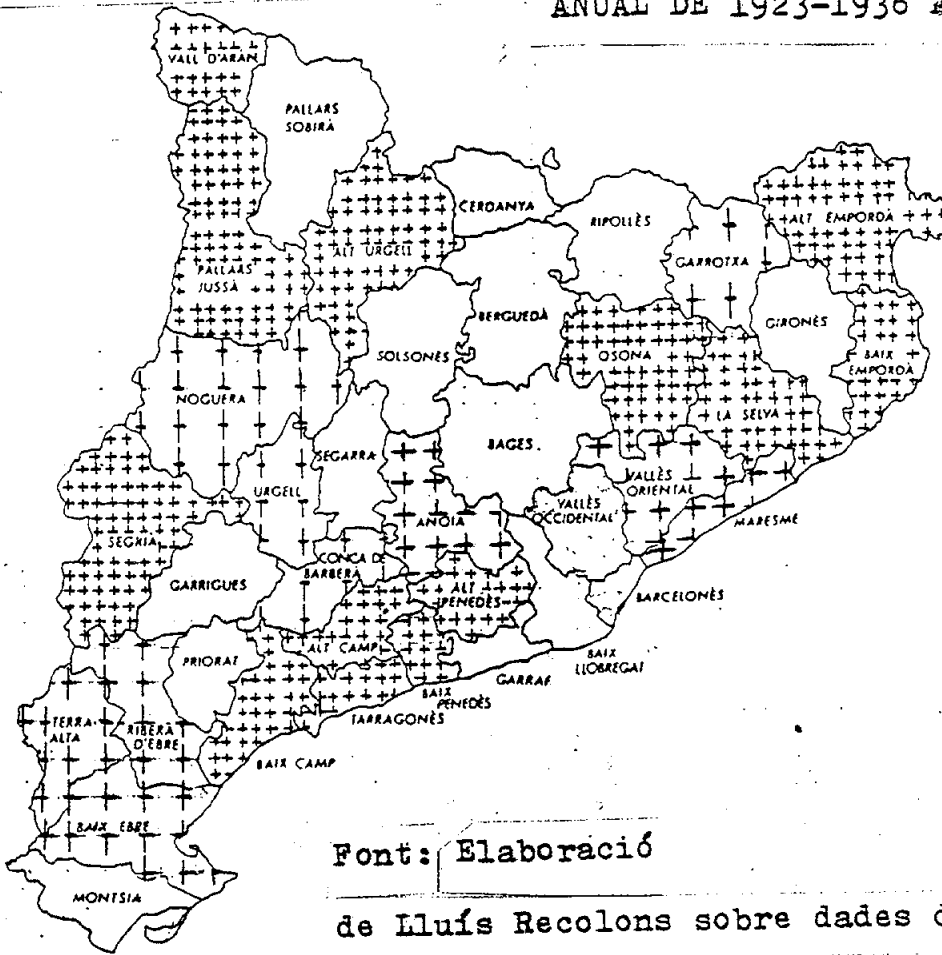 ANUAL DE 1923-1936
VALL D'ARAN
PALLARS
SOBIRÀ
CERDANYA
RIPOLLÈS
ALT EMPORDÀ
ALT URGELL
GARROTXA
PALLARS
JUSSÀ
BERGUEDÀ
GIRONÈS
SOLSONÈS
OSONA
BAIX
EMPORDÀ
NOGUERA
LA SELVA
BAGES
SEGARRA
URGELL
VALLÈS
ORIENTAL
VALLÈS
OCCIDENTAL
MARESME
ANOIA
SEGRIA
CONCA DE
BARBERÀ
GARRIGUES
ALT
PENEDÈS
BARCELONÈS
ALT CAMP
BAIX
LLOBREGAT
PRIORAT
GARRAF
BAIX
PENEDÈS
TARRAGONÈS
TERRA
ALTA
RIBERA
D'EBRE
BAIX CAMP
BAIX EBRE
MONTSIA
Font: Elaboració
de Lluís Recolons sobre dades